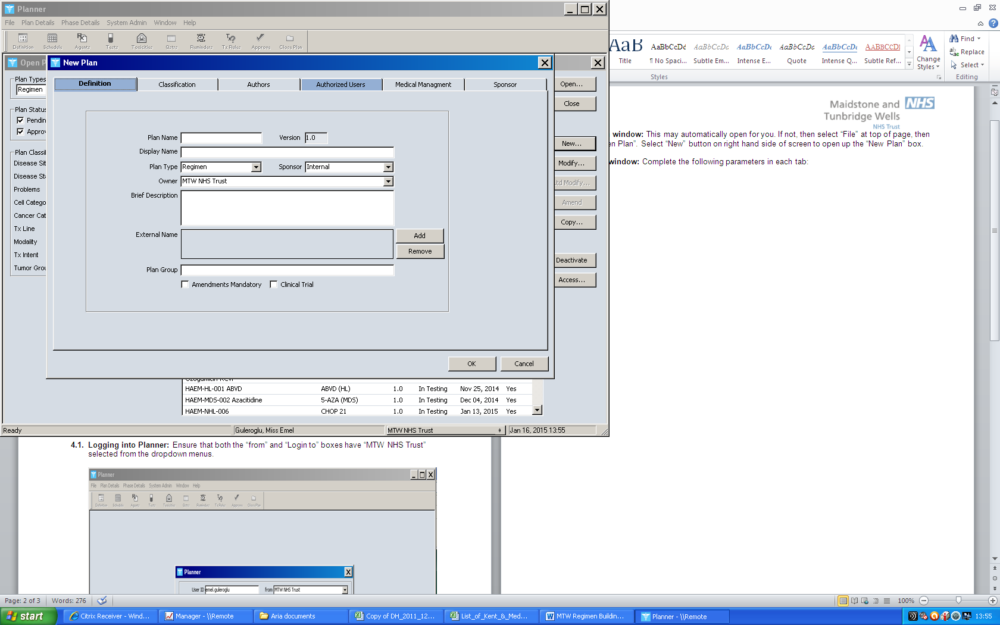 Planner
File Plan Details Phase Details System Admin Window Help
Definition Schedule Agents Tests Toxicities Qstrs Reminders Tx Rules Approve Close Plan
Open P
New Plan
Plan Types
Regimen
Plan Status
Pendin
Approv
Plan Classif
Disease Sit
Disease Sta
Problems
Cell Catego
Cancer Cat
Tx Line
Modality
Tx Intent
Tumor Grou
Definition Classification Authors Authorized Users Medical Managment Sponsor
Plan Name Version 1.0
Display Name
Plan Type Regimen Sponsor Internal
Owner MTW NHS Trust
Brief Description
External Name Add
Remove
Plan Group
Amendments Mandatory Clinical Trial
OK Cancel
Open...
Close
New...
Modify...
td Modify...
Amend
Copy...
Deactivate
Access...
HAEM-HL-001 ABVD ABVD (HL) 1.0 In Testing Nov 25, 2014 Yes
HAEM-MDS-002 Azacitidine 5-AZA (MDS) 1.0 In Testing Dec 04, 2014 Yes
HAEM-NHL-006 CHOP 21 1.0 In Testing Jan 13, 2015 Yes
Ready Guleroglu, Miss Emel MTW NHS Trust Jan 16, 2015 13:55
AaB AaBbCcDc AaBbCcDc AaBbCcDc AaBbCcDc AaBbCcDc AABBCCDI
Title ¶ No Spaci... Subtle Em... Intense E... Quote Intense Q... Subtle Ref...
Change Styles
Styles
Find
Replace
Select
Editing
Maidstone and NHS
Tunbridge Wells
NHS Trust
window: This may automatically open for you. If not, then select “File” at top of page, then
en Plan”. Select “New” button on right hand side of screen to open up the “New Plan” box.
window: Complete the following parameters in each tab:
4.1. Logging into Planner: Ensure that both the “from” and “Login to” boxes have “MTW NHS Trust”
selected from the dropdown menus.
Planner
File Plan Details Phase Details System Admin Window Help
Definition Schedule Agents Tests Toxicities Qstrs Reminders Tx Rules Approve Close Plan
Planner
User ID emel.guleroglu from MTW NHS Trust
Page: 2 of 3 Words: 276 100%
start Citrix Receiver - Wind... Manager - \\Remote Aria documents Copy of DH_2011_12... List_of_Kent_&_Med... MTW Regimen Buildin... Planner - \\Remote 13:55